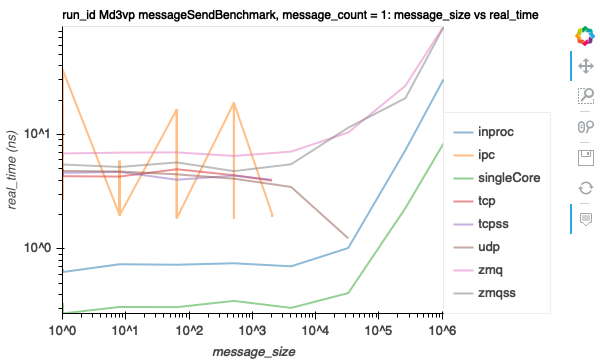 run_id Md3vp messageSendBenchmark, message_count = 1: message_size vs real_time
real_time (ns)
10^1
10^0
10^0 10^1 10^2 10^3 10^4 10^5 10^6
message_size
inproc
ipc
singleCore
tcp
tcpss
udp
zmq
zmqss